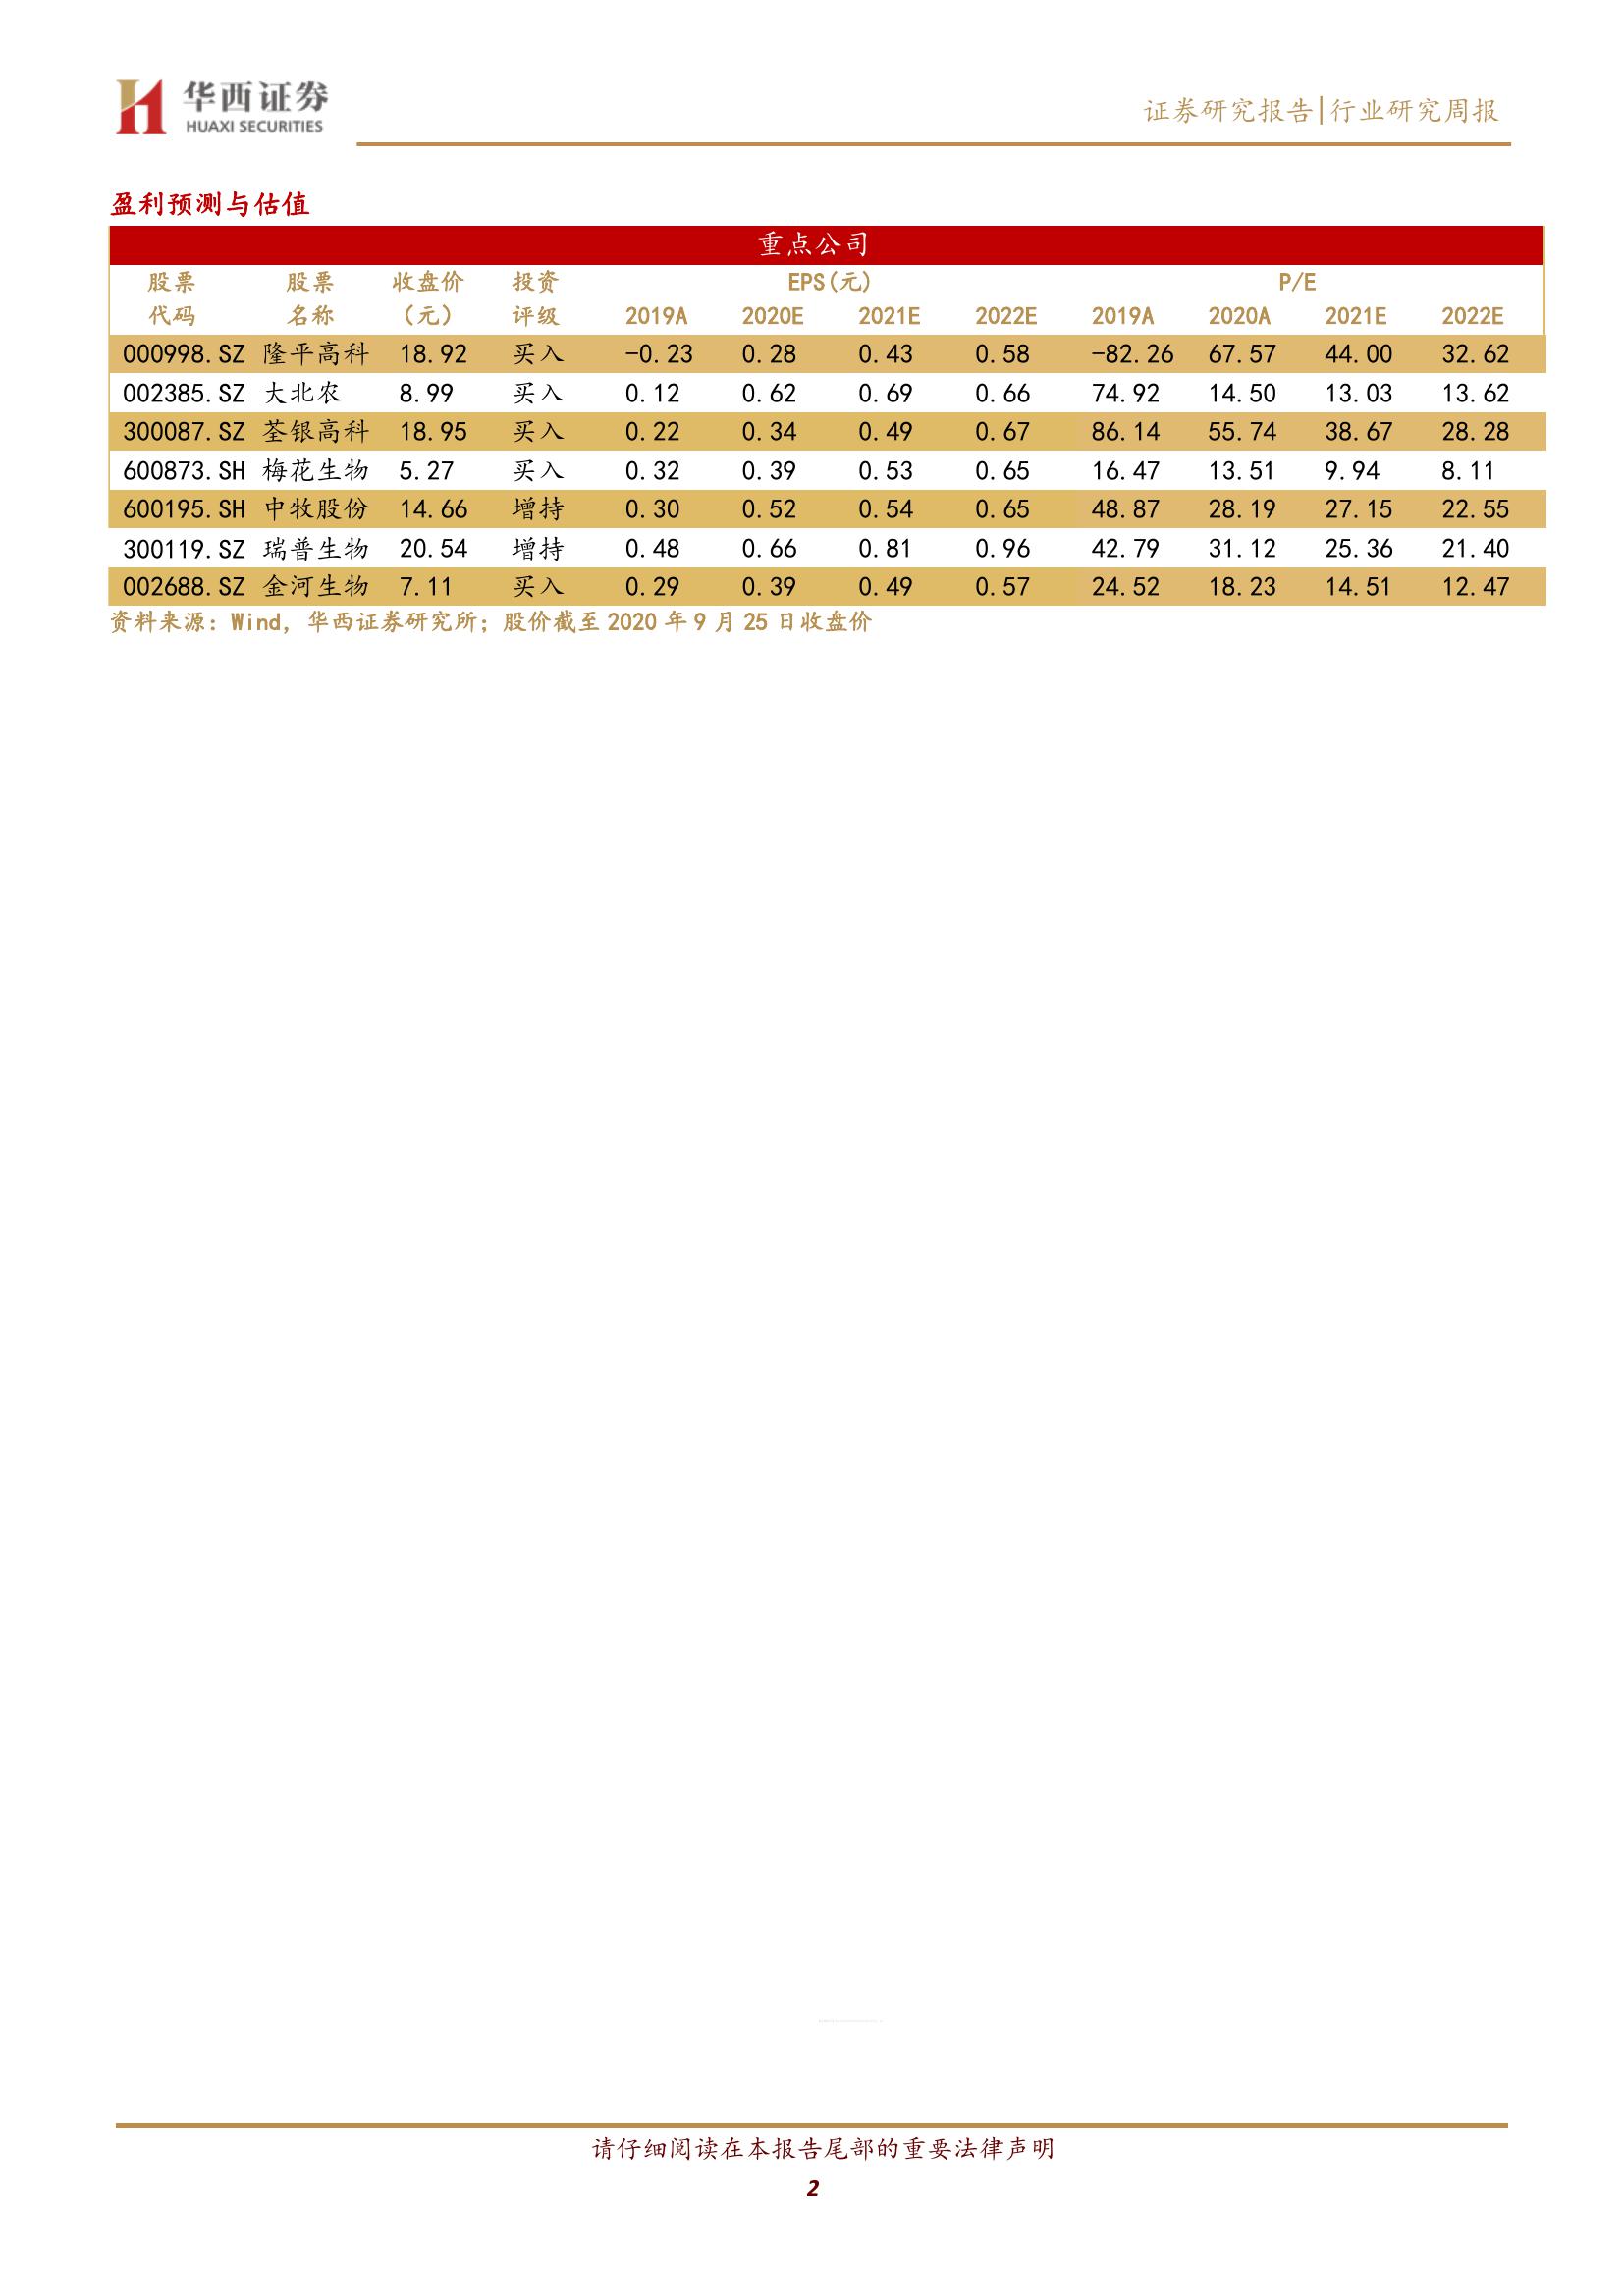 华西证券
HUAXI SECURITIES
证券研究报告|行业研究周报
盈利预测与估值
重点公司
股票 股票 收盘价 投资 EPS(元) P/E
代码 名称 （元） 评级 2019A 2020E 2021E 2022E 2019A 2020A 2021E 2022E
000998.SZ 隆平高科 18.92 买入 -0.23 0.28 0.43 0.58 -82.26 67.57 44.00 32.62
002385.SZ 大北农 8.99 买入 0.12 0.62 0.69 0.66 74.92 14.50 13.03 13.62
300087.SZ 荃银高科 18.95 买入 0.22 0.34 0.49 0.67 86.14 55.74 38.67 28.28
600873.SH 梅花生物 5.27 买入 0.32 0.39 0.53 0.65 16.47 13.51 9.94 8.11
600195.SH 中牧股份 14.66 增持 0.30 0.52 0.54 0.65 48.87 28.19 27.15 22.55
300119.SZ 瑞普生物 20.54 增持 0.48 0.66 0.81 0.96 42.79 31.12 25.36 21.40
002688.SZ 金河生物 7.11 买入 0.29 0.39 0.49 0.57 24.52 18.23 14.51 12.47
资料来源：Wind，华西证券研究所；股价截至 2020 年 9 月 25 日收盘价
请仔细阅读在本报告尾部的重要法律声明
2